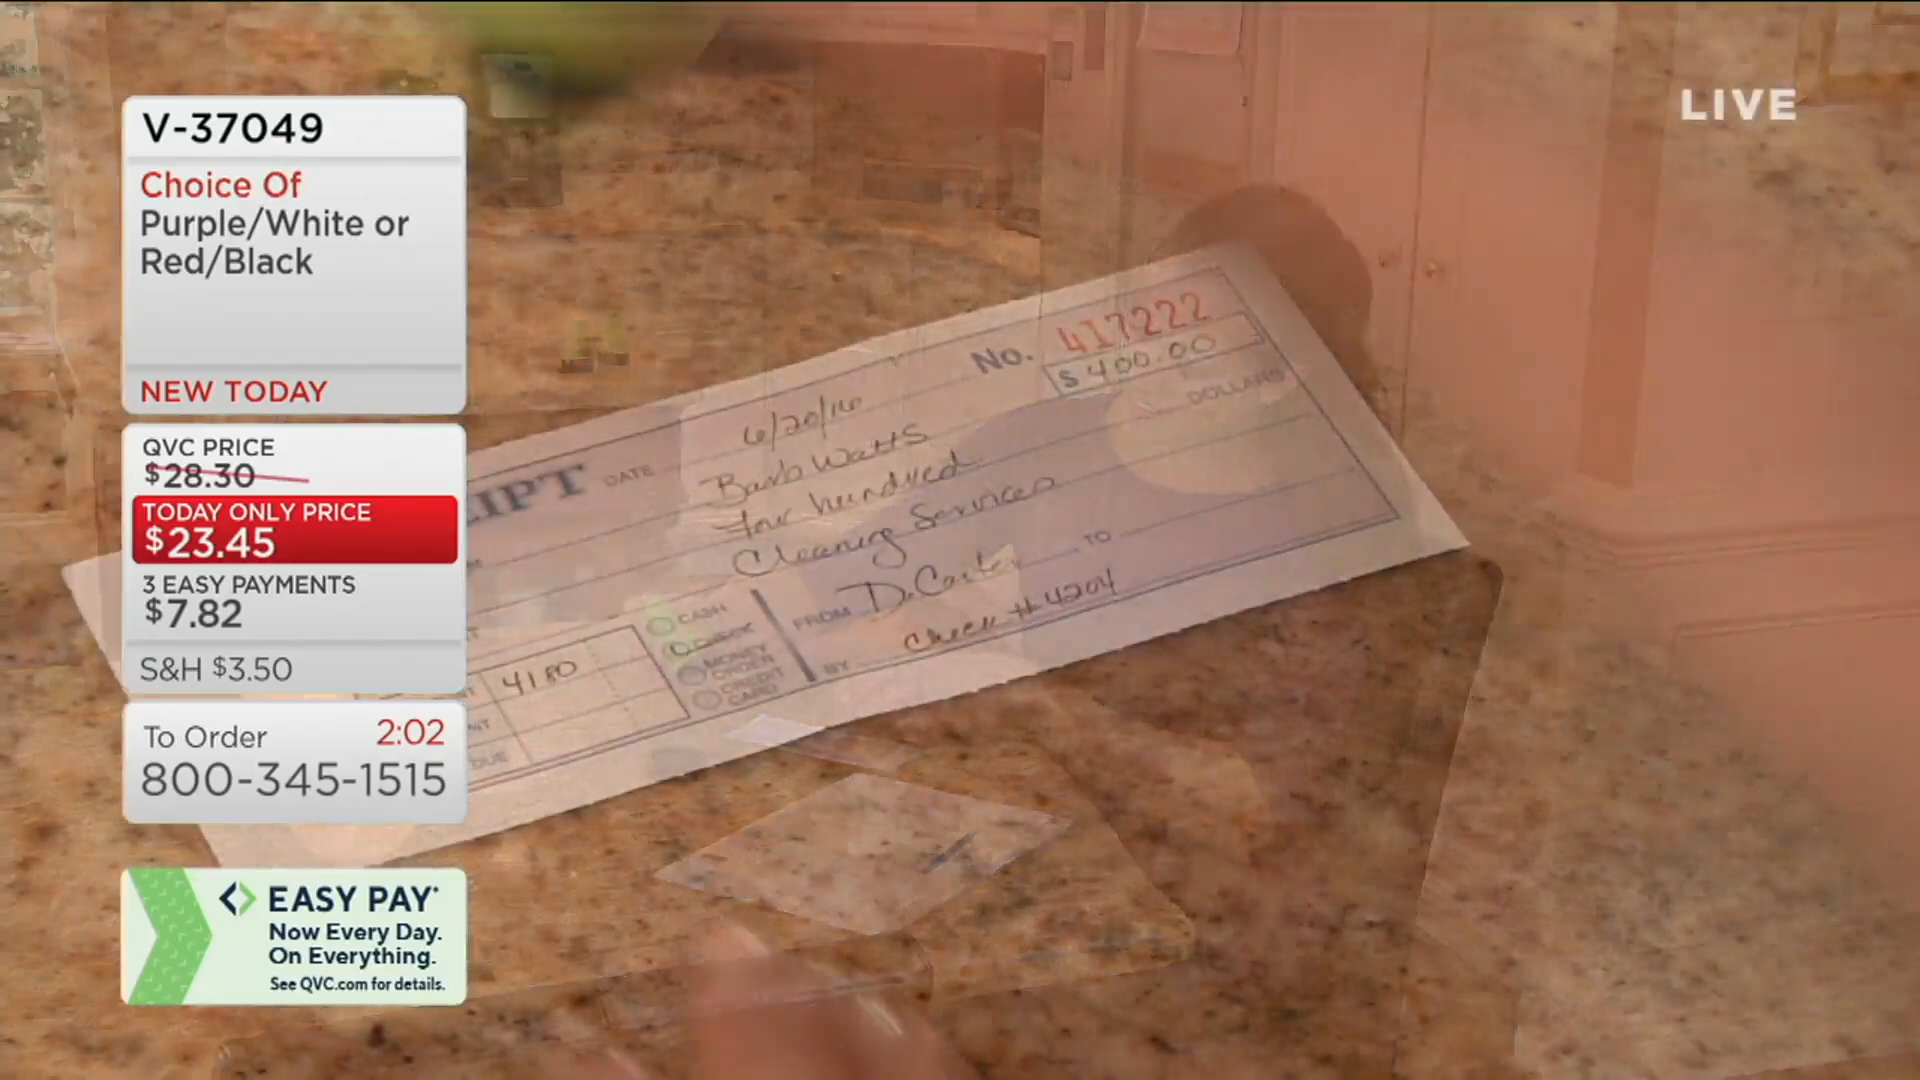 V-37049
Choice Of
Purple/White or
Red/Black
NEW TODAY
QVC PRICE
$28.30
TODAY ONLY PRICE
$23.45
3 EASY PAYMENTS
$7.82
S&H $3.50
To Order 2:02
800-345-1515
EASY PAY*
Now Every Day.
On Everything.
See QVC.com for details.
LIVE
No. 417222
IPT DATE 6/20/16 $400.00
Barb Watts DOLLARS
four hundred
Cleaning Services
FROM D. Carter TO
BY Check # 4204
4180
CASH
CHECK
MONEY
ORDER
CREDIT
CARD
DUE